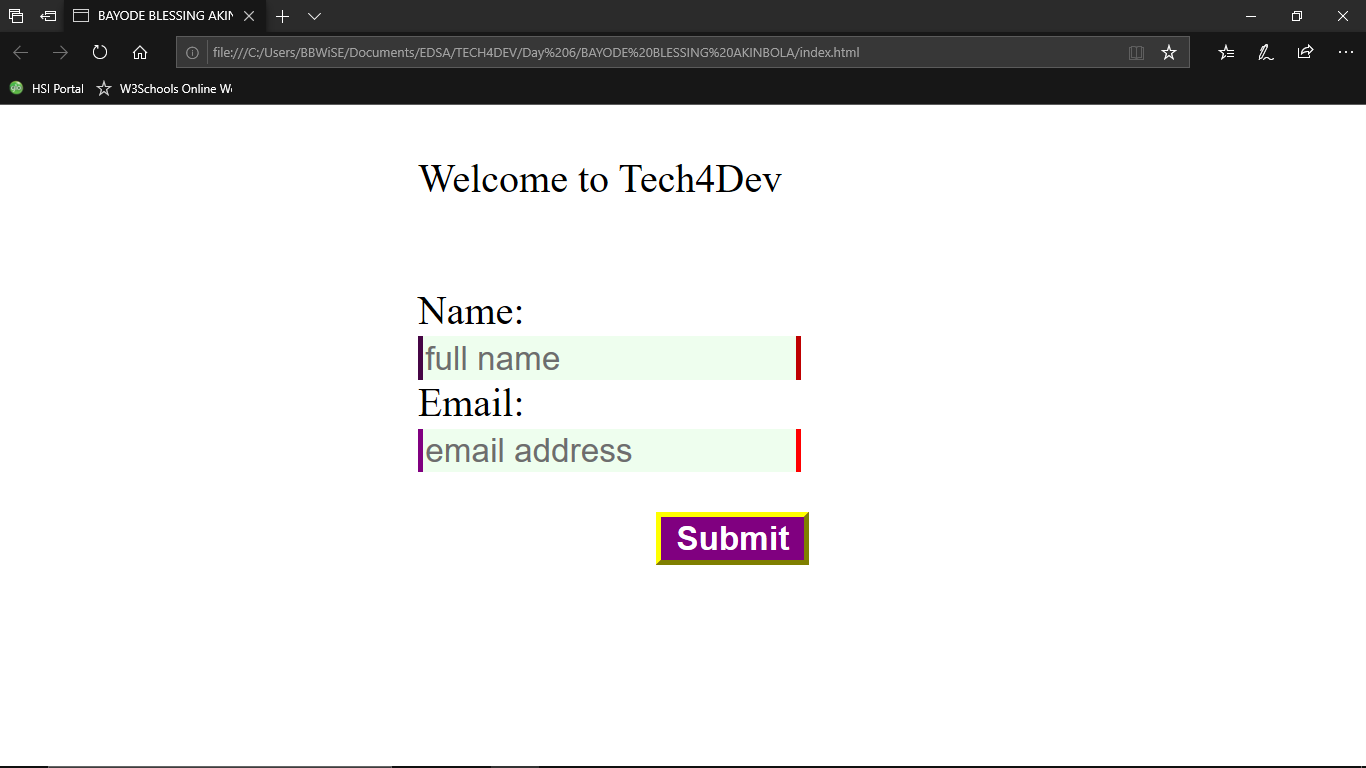 BAYODE BLESSING AKIN
file:///C:/Users/BBWiSE/Documents/EDSA/TECH4DEV/Day%206/BAYODE%20BLESSING%20AKINBOLA/index.html
HSI Portal W3Schools Online We
Welcome to Tech4Dev
Name:
full name
Email:
email address
Submit